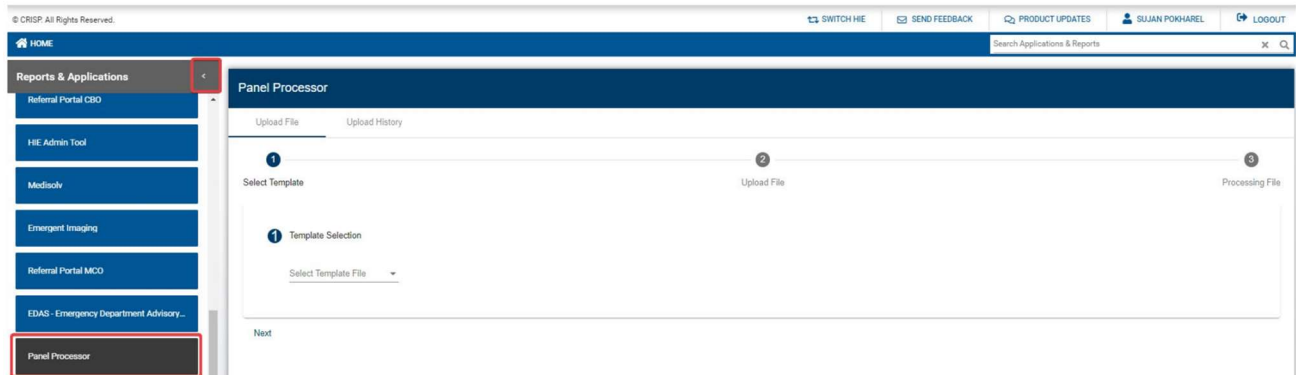 © CRISP. All Rights Reserved.
SWITCH HIE
SEND FEEDBACK
PRODUCT UPDATES
SUJAN POKHAREL
LOGOUT
HOME
Search Applications & Reports
Reports & Applications
Referral Portal CBO
HIE Admin Tool
Medisolv
Emergent Imaging
Referral Portal MCO
EDAS - Emergency Department Advisory...
Panel Processor
Panel Processor
Upload File
Upload History
1
2
3
Select Template
Upload File
Processing File
1 Template Selection
Select Template File
Next